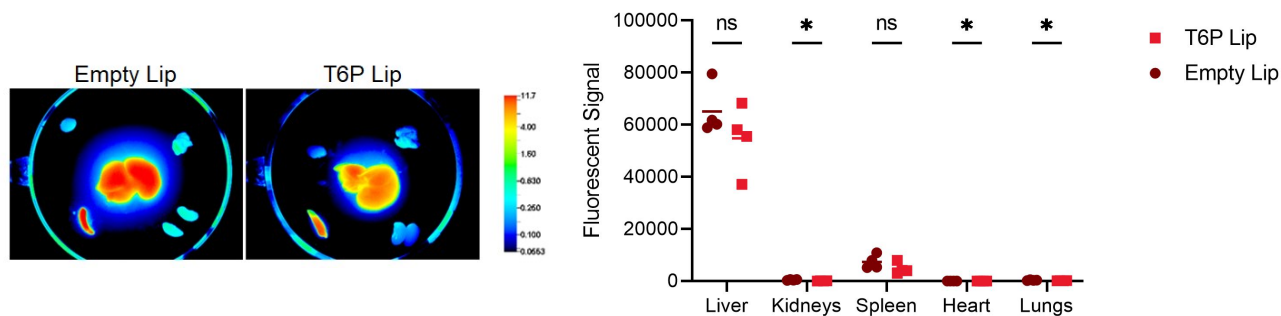 Empty Lip
T6P Lip
11.7
4.00
1.60
0.630
0.250
0.100
0.0553
Fluorescent Signal
100000
80000
60000
40000
20000
0
ns
*
ns
*
*
Liver
Kidneys
Spleen
Heart
Lungs
T6P Lip
Empty Lip